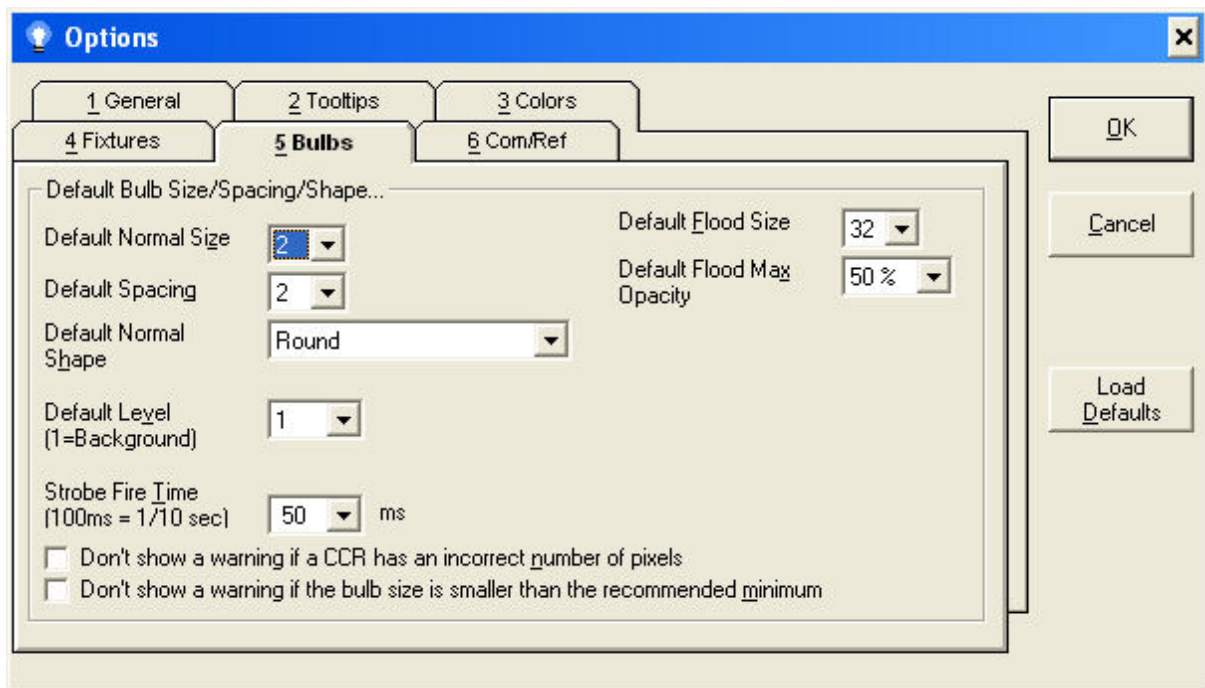 Options
1 General
2 Tooltips
3 Colors
4 Fixtures
5 Bulbs
6 Com/Ref
OK
Cancel
Load
Defaults
Default Bulb Size/Spacing/Shape...
Default Normal Size
2
Default Spacing
2
Default Normal
Shape
Round
Default Level
(1=Background)
1
Strobe Fire Time
(100ms = 1/10 sec)
50
ms
Default Flood Size
32
Default Flood Max
Opacity
50 %
Don't show a warning if a CCR has an incorrect number of pixels
Don't show a warning if the bulb size is smaller than the recommended minimum